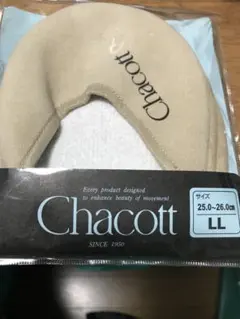 Chacott
Every product designed
to enhance beauty of movement
Chacott
SINCE 1950
サイズ
25.0~26.0cm
LL